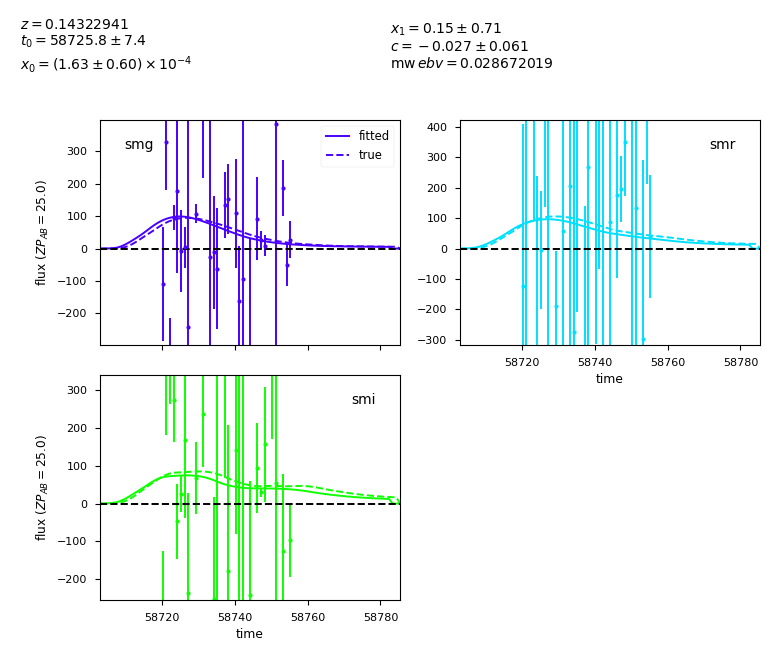 z = 0.14322941
t₀ = 58725.8 ± 7.4
x₀ = (1.63 ± 0.60) × 10⁻⁴
x₁ = 0.15 ± 0.71
c = −0.027 ± 0.061
mw ebv = 0.028672019
smg
fitted
true
flux (ZP_AB = 25.0)
300
200
100
0
−100
−200
smr
400
300
200
100
0
−100
−200
−300
58720
58740
58760
58780
time
smi
flux (ZP_AB = 25.0)
300
200
100
0
−100
−200
58720
58740
58760
58780
time